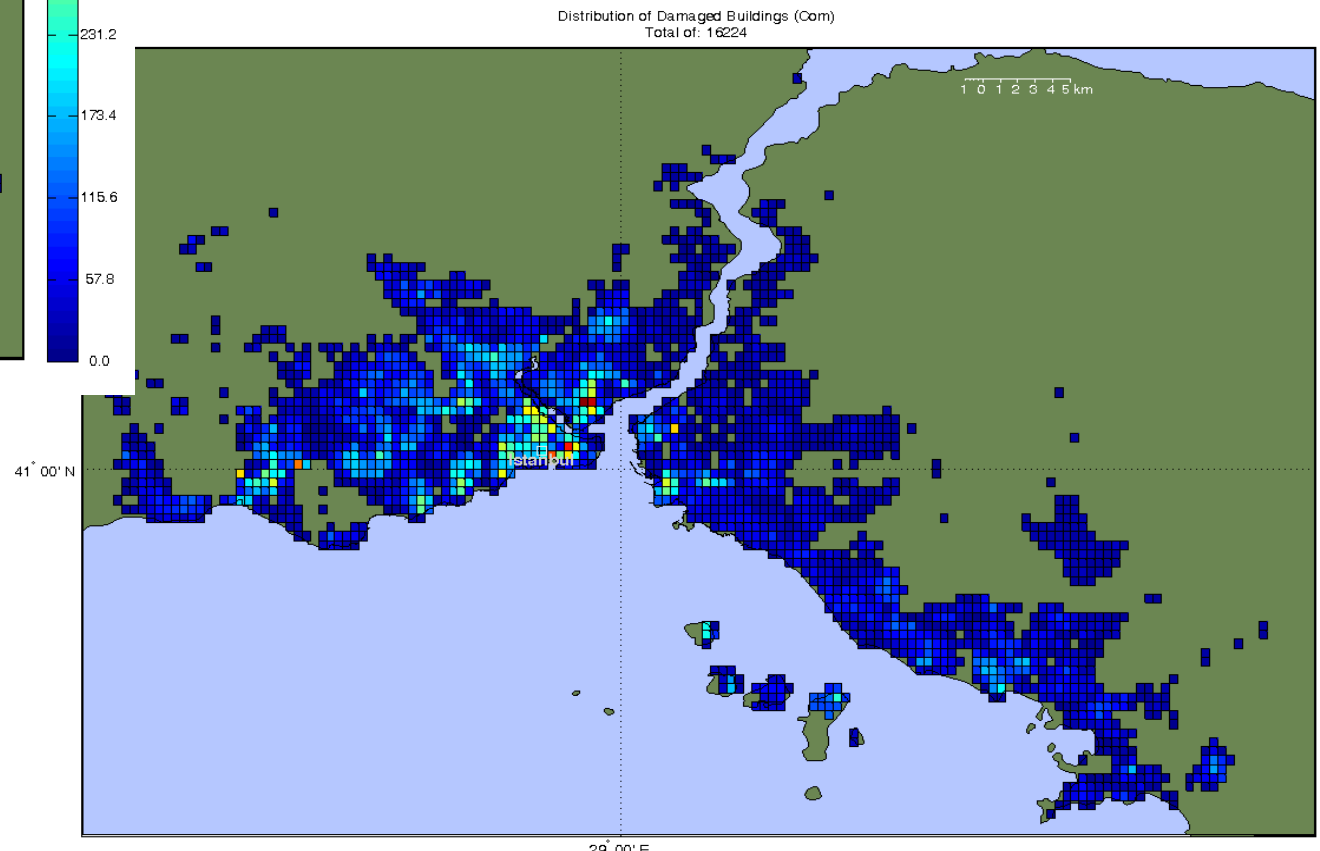 Distribution of Damaged Buildings (Com)
Total of: 16224
231.2
173.4
115.6
57.8
0.0
1 0 1 2 3 4 5 km
41° 00' N
Istanbul
29° 00' E